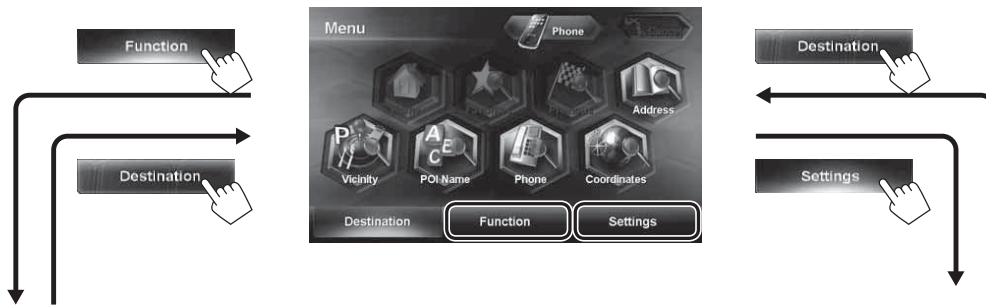 Function
Destination
Menu
Phone
Address
P
A
C
E
Vicinity
POI Name
Phone
Coordinates
Destination
Function
Settings
Destination
Settings